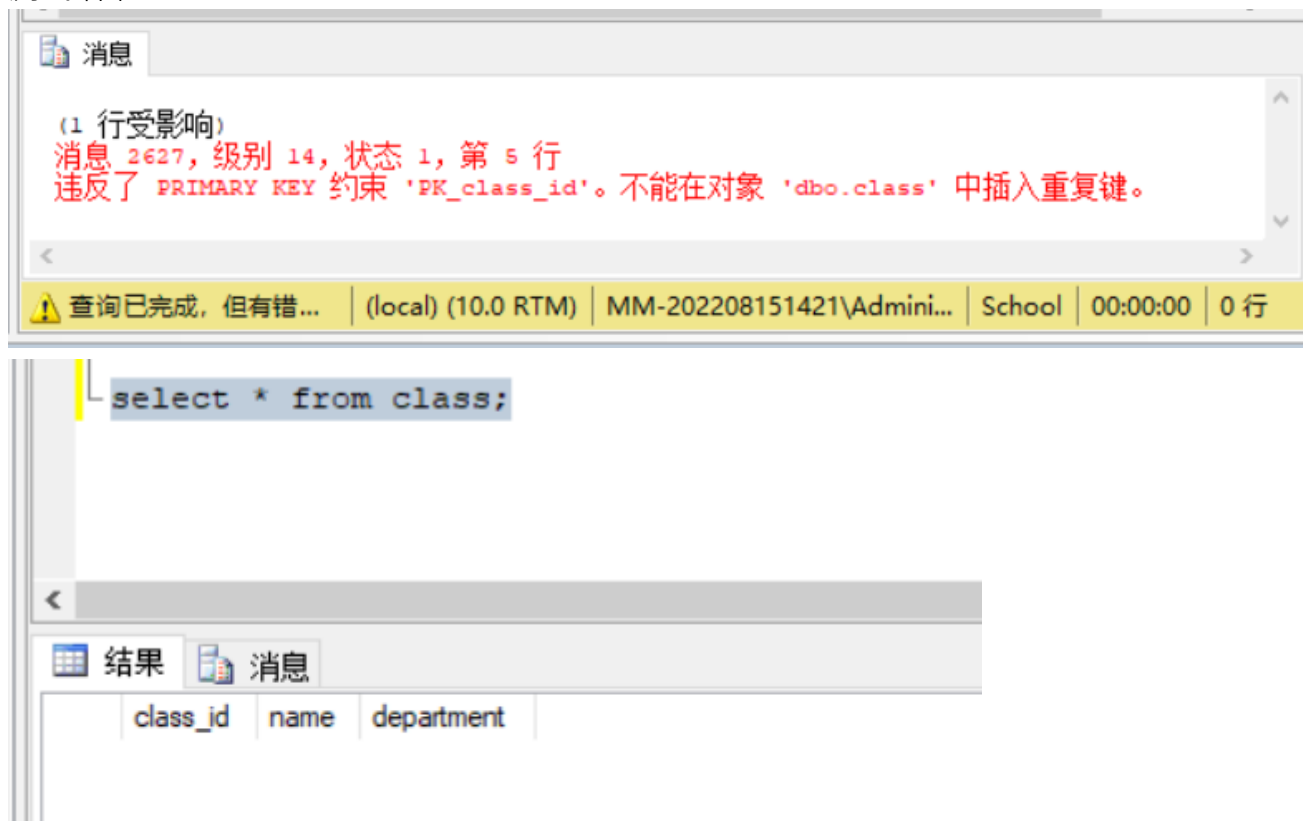 消息
(1 行受影响)
消息 2627，级别 14，状态 1，第 5 行
违反了 PRIMARY KEY 约束 'PK_class_id'。不能在对象 'dbo.class' 中插入重复键。
查询已完成，但有错... (local) (10.0 RTM) MM-202208151421\Admini... School 00:00:00 0 行
select * from class;
结果 消息
class_id name department